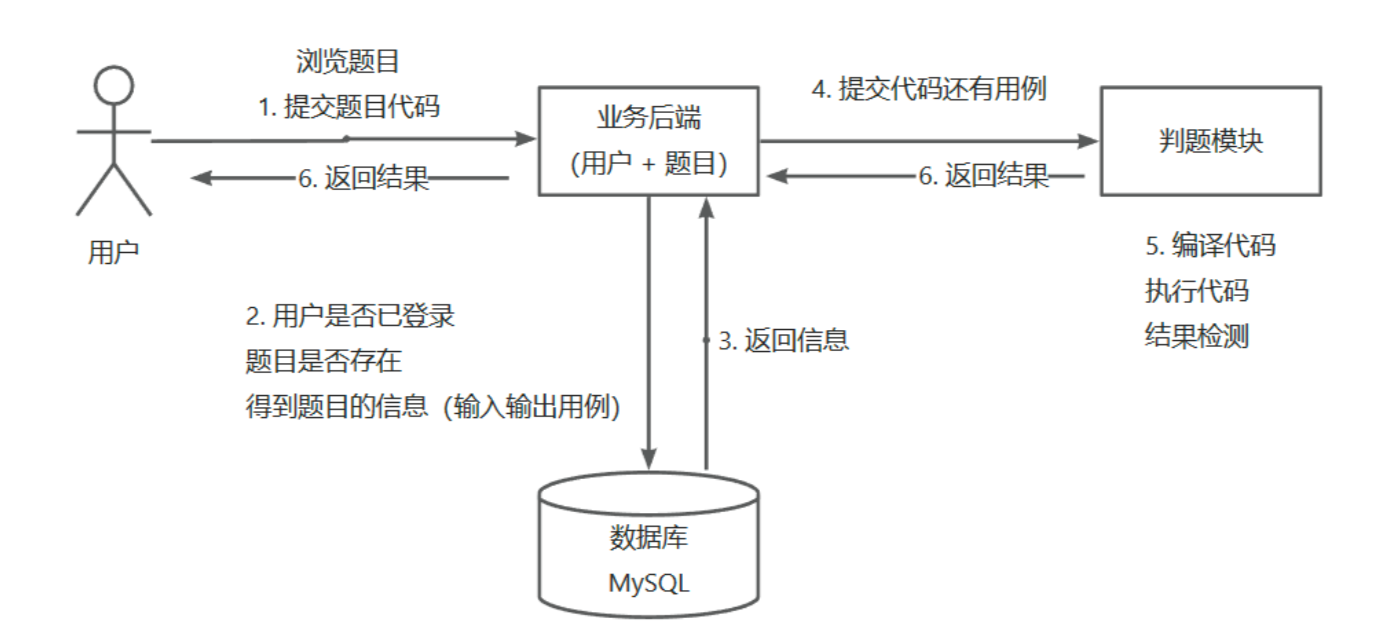 浏览题目
1. 提交题目代码
6. 返回结果
用户
业务后端
（用户 + 题目）
4. 提交代码还有用例
6. 返回结果
判题模块
5. 编译代码
执行代码
结果检测
2. 用户是否已登录
题目是否存在
得到题目的信息（输入输出用例）
3. 返回信息
数据库
MySQL